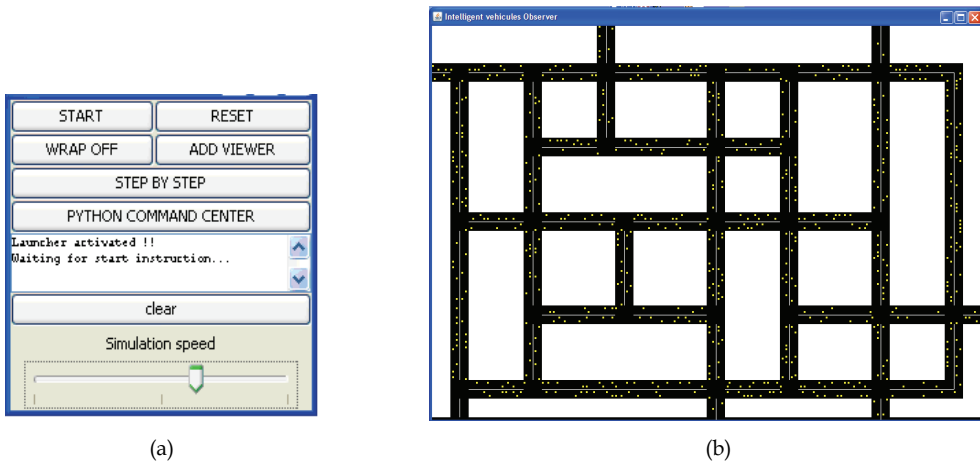 START
RESET
WRAP OFF
ADD VIEWER
STEP BY STEP
PYTHON COMMAND CENTER
Launcher activated !!
Waiting for start instruction...
clear
Simulation speed
(a)
Intelligent vehicules Observer
(b)